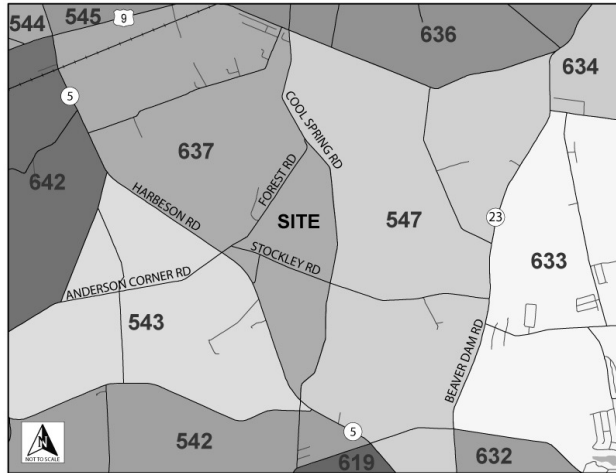 544
545
9
636
634
5
COOL SPRING RD
637
642
FOREST RD
HARBESON RD
SITE
547
23
STOCKLEY RD
633
ANDERSON CORNER RD
543
BEAVER DAM RD
N
NOT TO SCALE
542
5
619
632